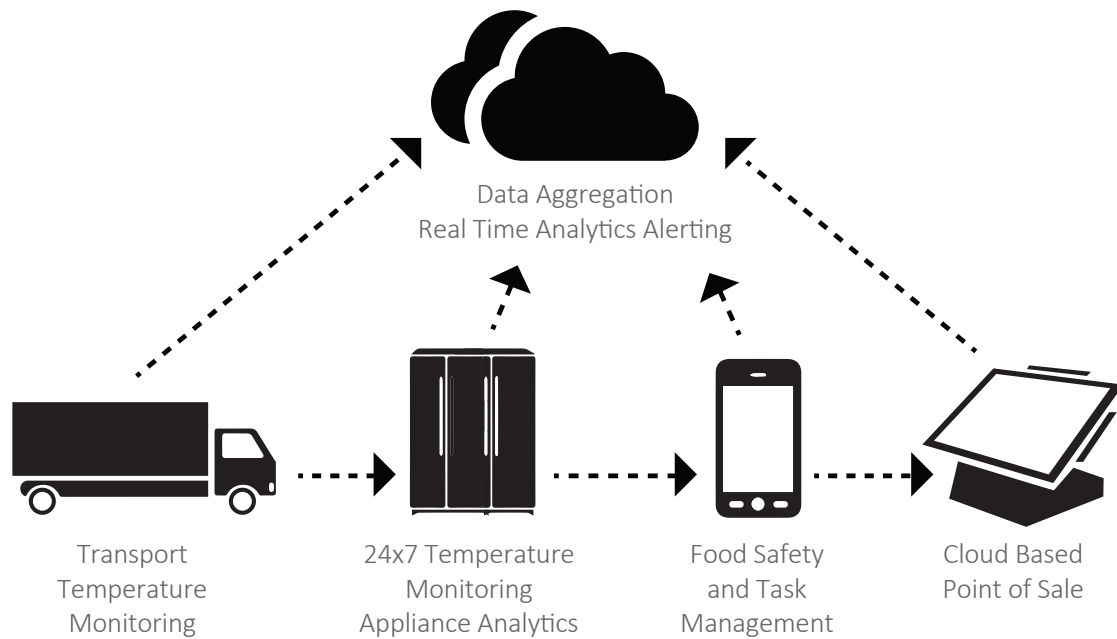 Data Aggregation
Real Time Analytics Alerting
Transport
Temperature
Monitoring
24x7 Temperature
Monitoring
Appliance Analytics
Food Safety
and Task
Management
Cloud Based
Point of Sale